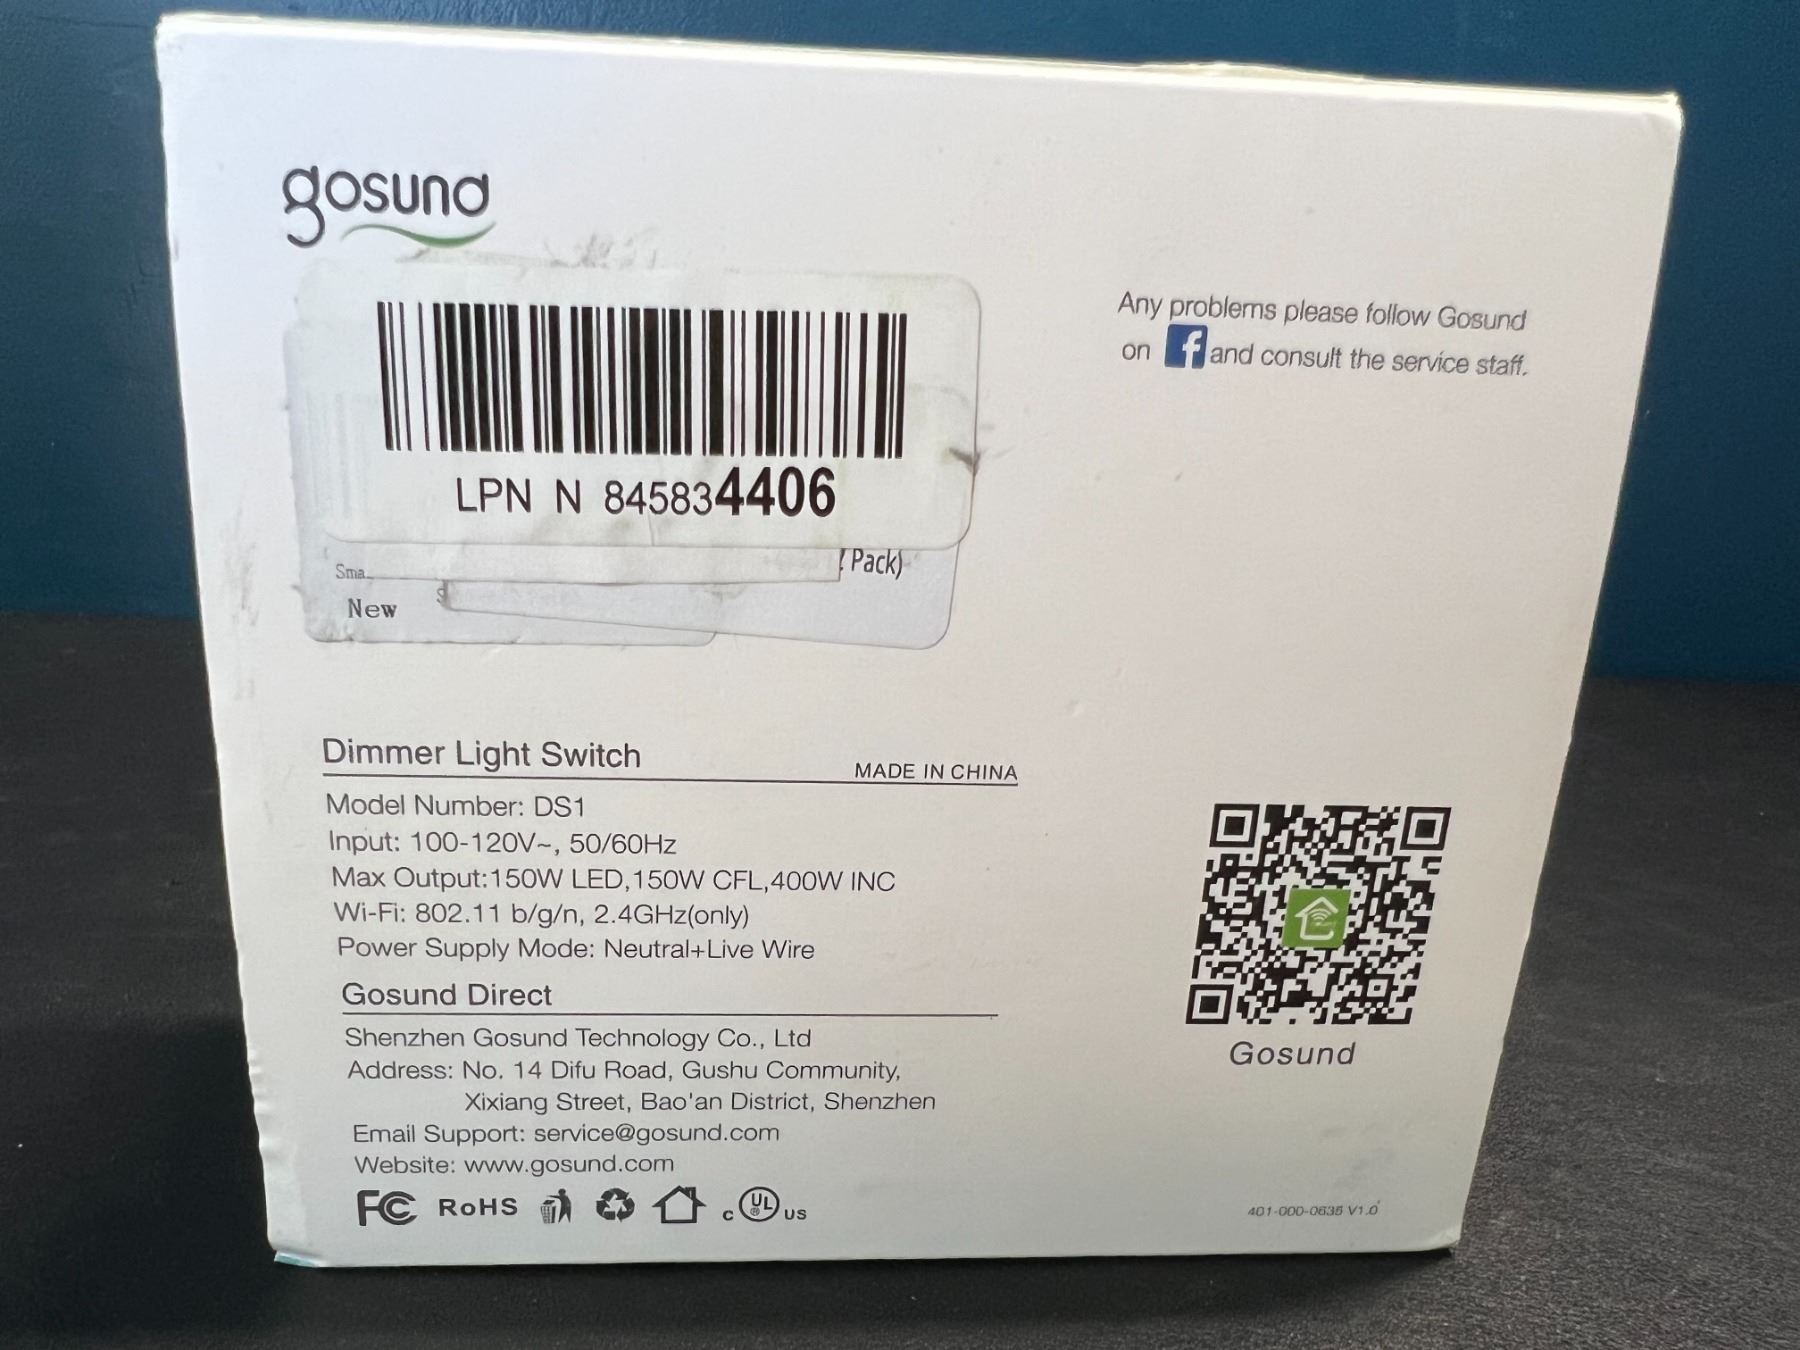 gosund
Any problems please follow Gosund
on f and consult the service staff.
LPN N 845834406
Pack)
New
Dimmer Light Switch
MADE IN CHINA
Model Number: DS1
Input: 100-120V~, 50/60Hz
Max Output:150W LED,150W CFL,400W INC
Wi-Fi: 802.11 b/g/n, 2.4GHz(only)
Power Supply Mode: Neutral+Live Wire
Gosund Direct
Shenzhen Gosund Technology Co., Ltd
Address: No. 14 Difu Road, Gushu Community,
Xixiang Street, Bao'an District, Shenzhen
Email Support: service@gosund.com
Website: www.gosund.com
FC RoHS c UL ® US
Gosund
401-000-0635 V1.0